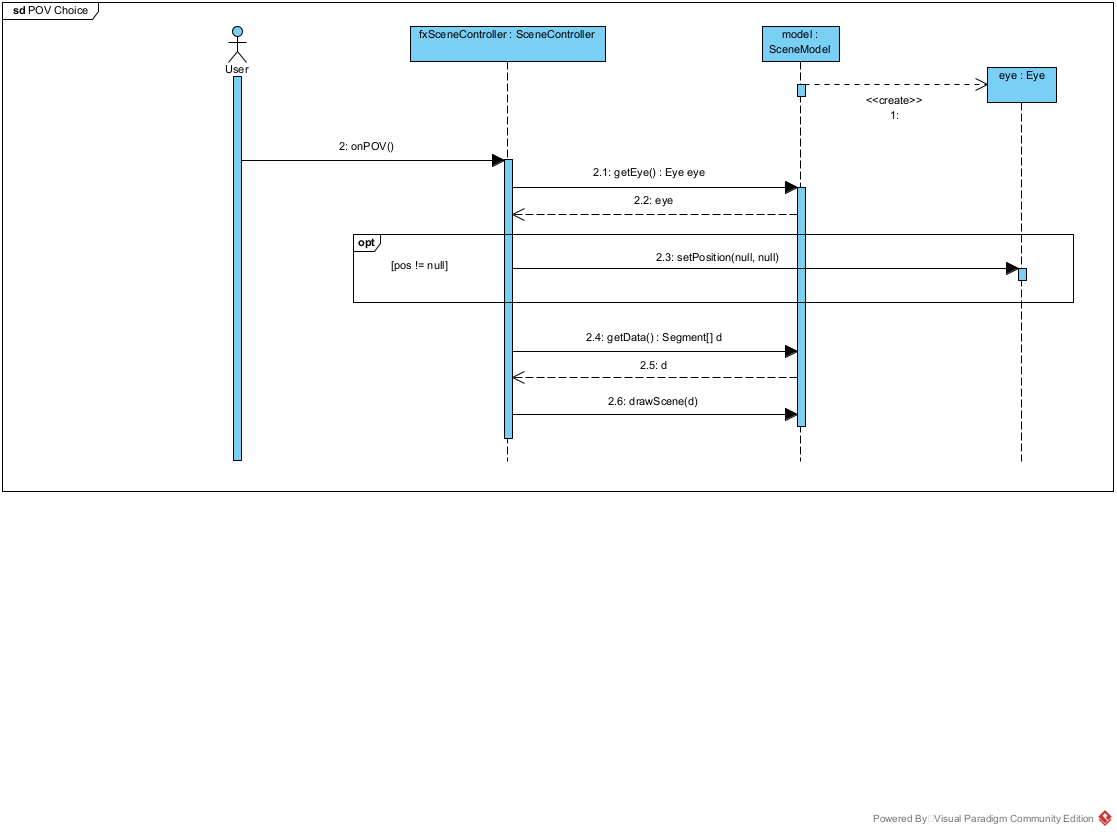 sd POV Choice
User
fxSceneController : SceneController
model :
SceneModel
eye : Eye
<<create>>
1:
2: onPOV()
2.1: getEye() : Eye eye
2.2: eye
opt
[pos != null]
2.3: setPosition(null, null)
2.4: getData() : Segment[] d
2.5: d
2.6: drawScene(d)
Powered By Visual Paradigm Community Edition